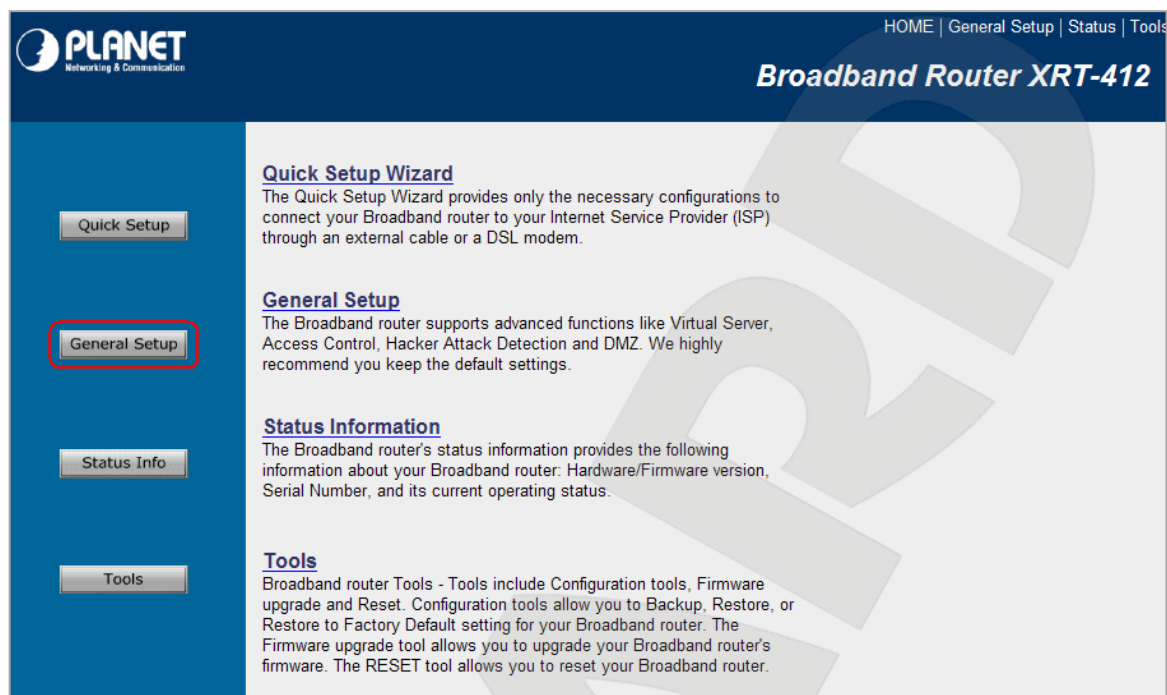 PLANET
Networking & Communication
HOME | General Setup | Status | Tools
Broadband Router XRT-412
Quick Setup
Quick Setup Wizard
The Quick Setup Wizard provides only the necessary configurations to
connect your Broadband router to your Internet Service Provider (ISP)
through an external cable or a DSL modem.
General Setup
General Setup
The Broadband router supports advanced functions like Virtual Server,
Access Control, Hacker Attack Detection and DMZ. We highly
recommend you keep the default settings.
Status Info
Status Information
The Broadband router's status information provides the following
information about your Broadband router: Hardware/Firmware version,
Serial Number, and its current operating status.
Tools
Tools
Broadband router Tools - Tools include Configuration tools, Firmware
upgrade and Reset. Configuration tools allow you to Backup, Restore, or
Restore to Factory Default setting for your Broadband router. The
Firmware upgrade tool allows you to upgrade your Broadband router's
firmware. The RESET tool allows you to reset your Broadband router.